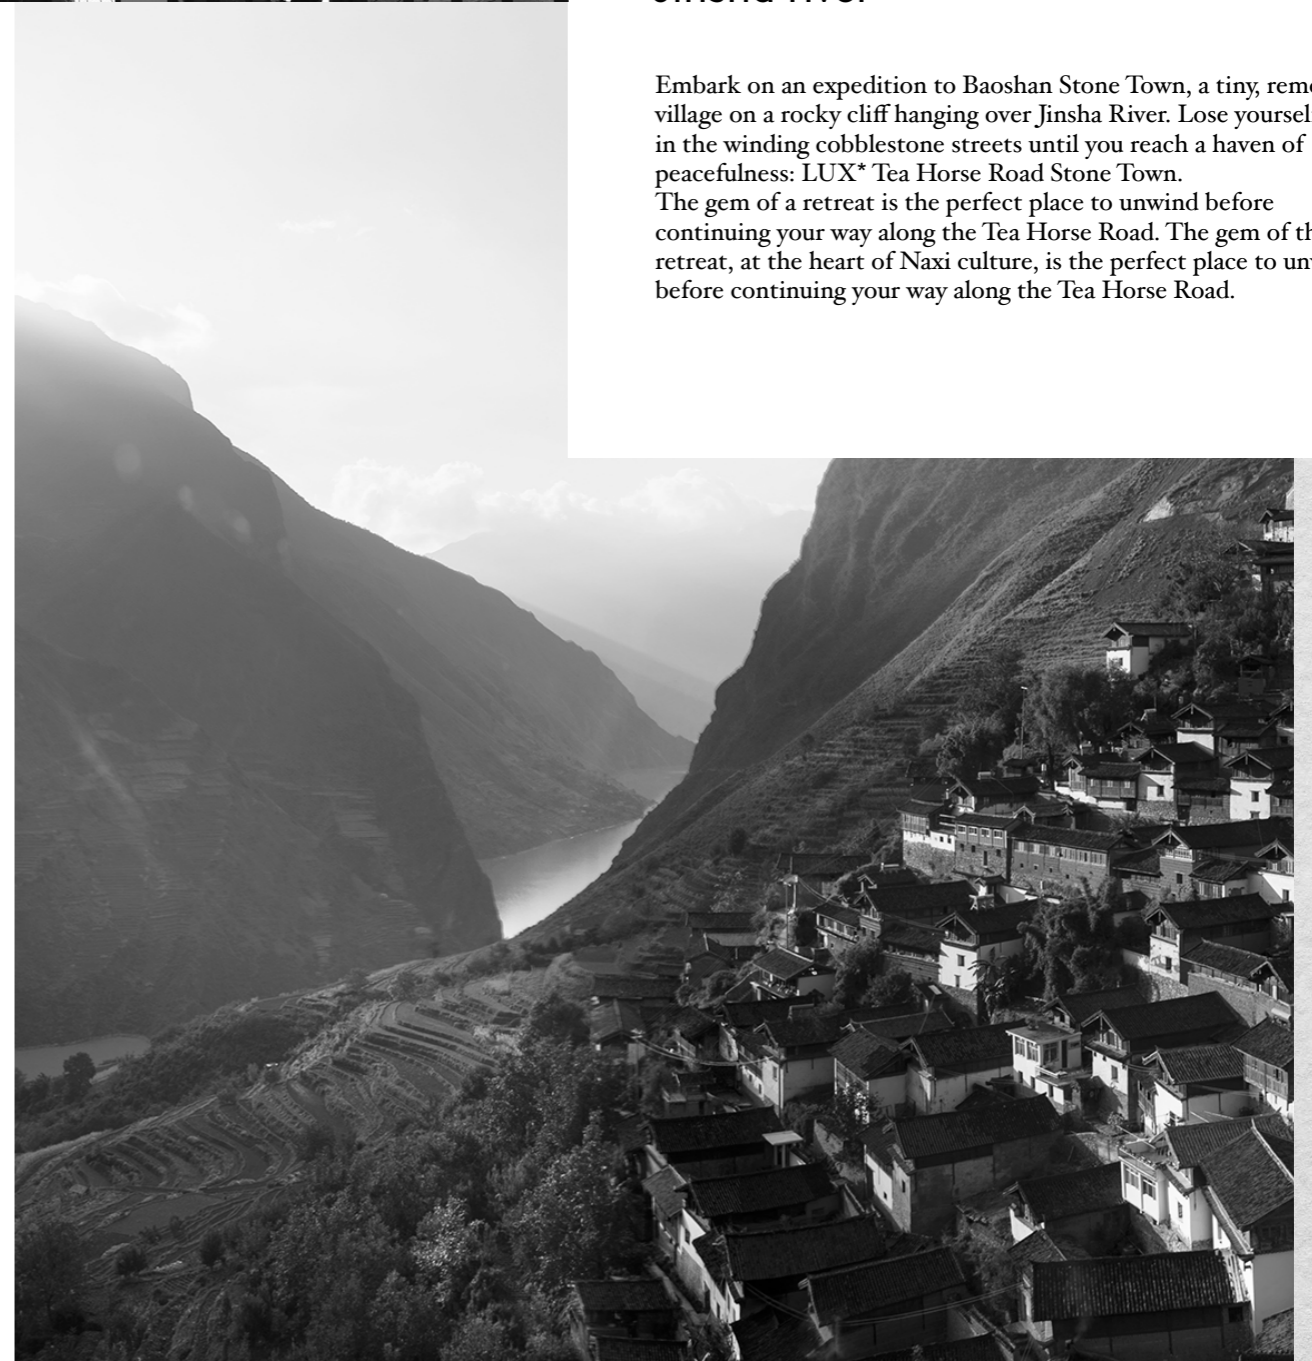 Jinsha River
Embark on an expedition to Baoshan Stone Town, a tiny,
village on a rocky cliff hanging over Jinsha River. Lose
in the winding cobblestone streets until you reach a haven of
peacefulness: LUX* Tea Horse Road Stone Town.
The gem of a retreat is the perfect place to unwind before
continuing your way along the Tea Horse Road. The gem of
retreat, at the heart of Naxi culture, is the perfect place to
before continuing your way along the Tea Horse Road.